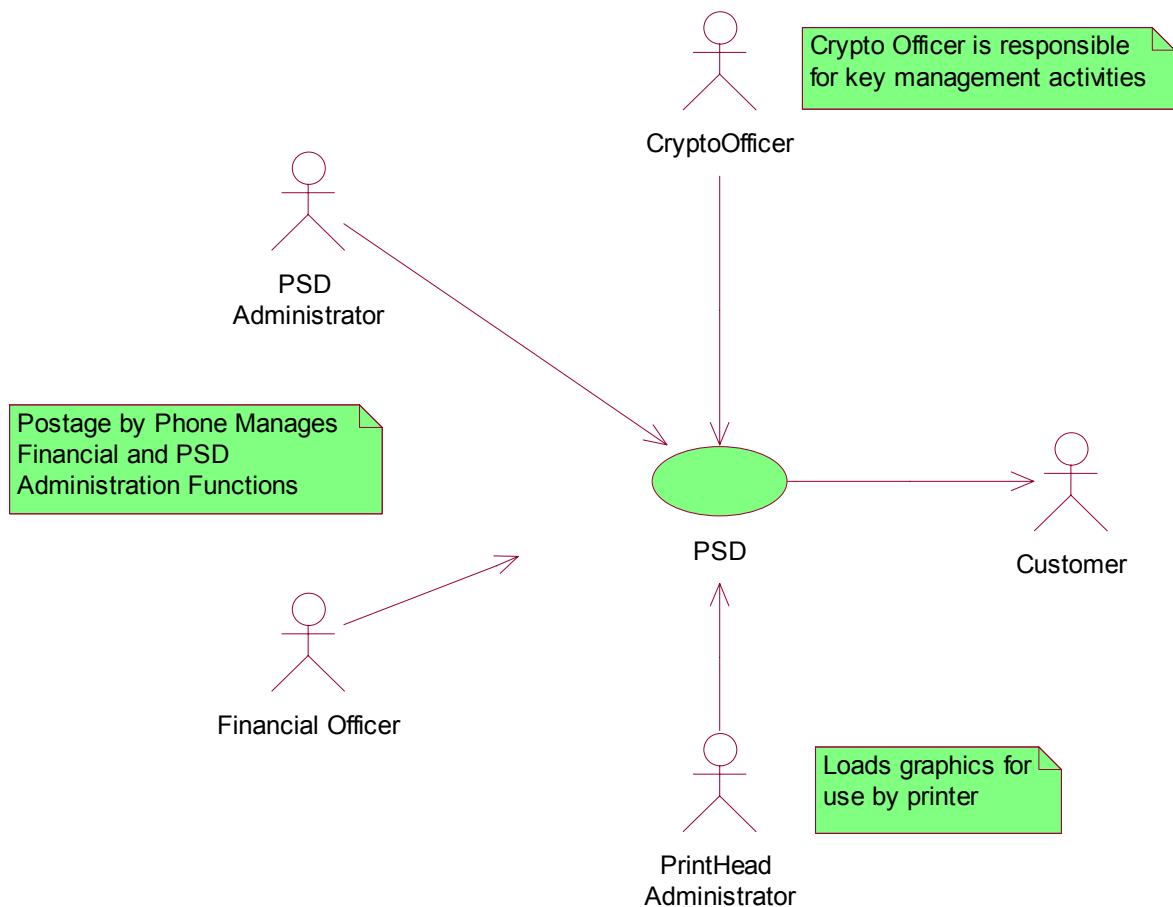 Crypto Officer is responsible
for key management activities
CryptoOfficer
PSD
Administrator
Postage by Phone Manages
Financial and PSD
Administration Functions
PSD
Customer
Financial Officer
Loads graphics for
use by printer
PrintHead
Administrator